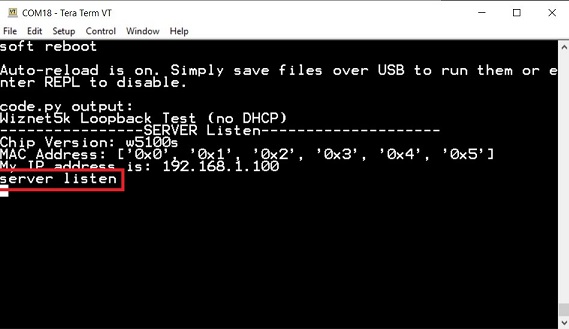 COM18 - Tera Term VT
File Edit Setup Control Window Help
soft reboot
Auto-reload is on. Simply save files over USB to run them or e
nter REPL to disable.
code.py output:
Wiznet5k Loopback Test (no DHCP)
----------------SERVER Listen--------------------
Chip Version: w5100s
MAC Address: ['0x0', '0x1', '0x2', '0x3', '0x4', '0x5']
My IP address is: 192.168.1.100
server listen